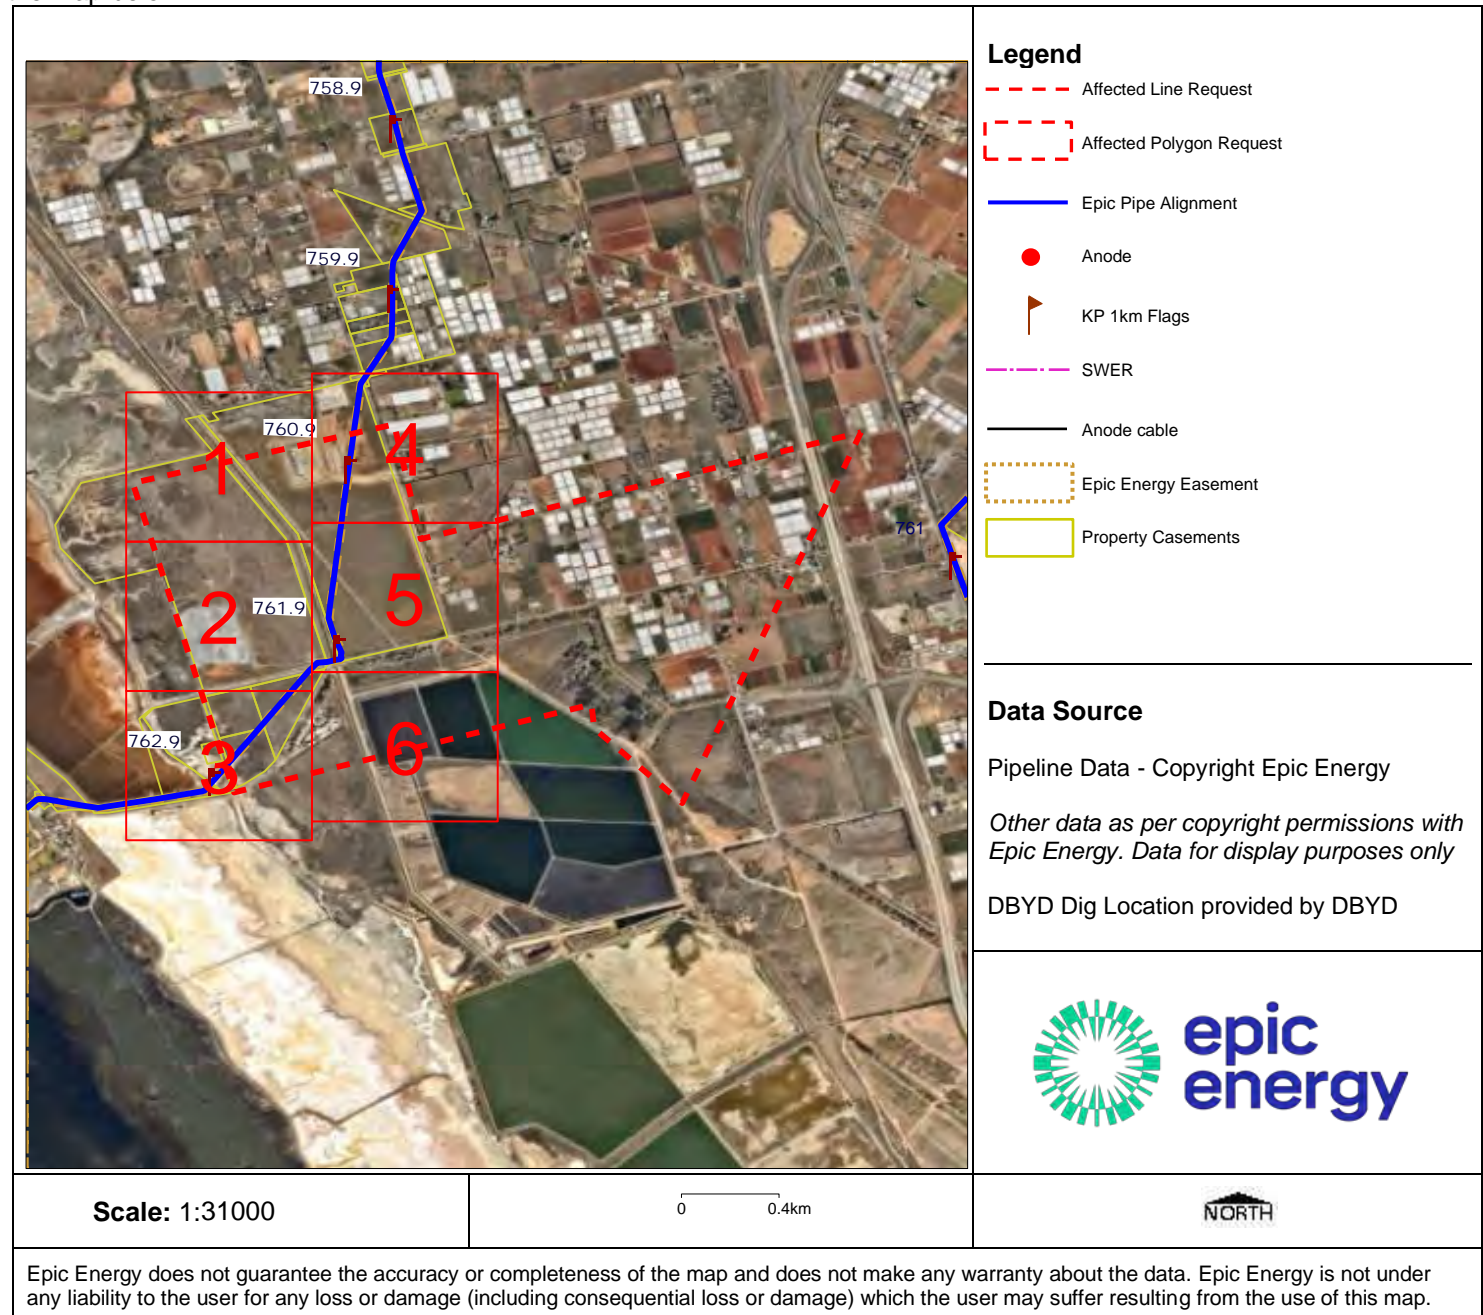 758.9
759.9
760.9
761.9
762.9
761
1
2
3
4
5
6
Legend
Affected Line Request
Affected Polygon Request
Epic Pipe Alignment
Anode
KP 1km Flags
SWER
Anode cable
Epic Energy Easement
Property Casements
Data Source
Pipeline Data - Copyright Epic Energy
Other data as per copyright permissions with
Epic Energy. Data for display purposes only
DBYD Dig Location provided by DBYD
epic
energy
Scale: 1:31000
0 0.4km
NORTH
Epic Energy does not guarantee the accuracy or completeness of the map and does not make any warranty about the data. Epic Energy is not under
any liability to the user for any loss or damage (including consequential loss or damage) which the user may suffer resulting from the use of this map.